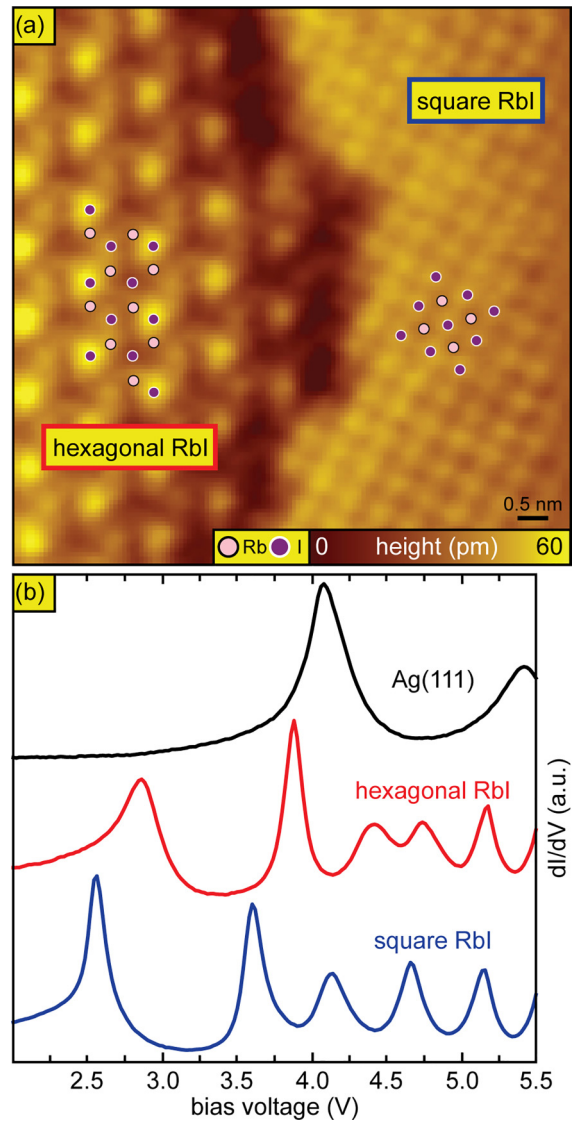 (a)
square RbI
hexagonal RbI
0.5 nm
Rb I 0 height (pm) 60
(b)
Ag(111)
hexagonal RbI
square RbI
dI/dV (a.u.)
2.5 3.0 3.5 4.0 4.5 5.0 5.5
bias voltage (V)